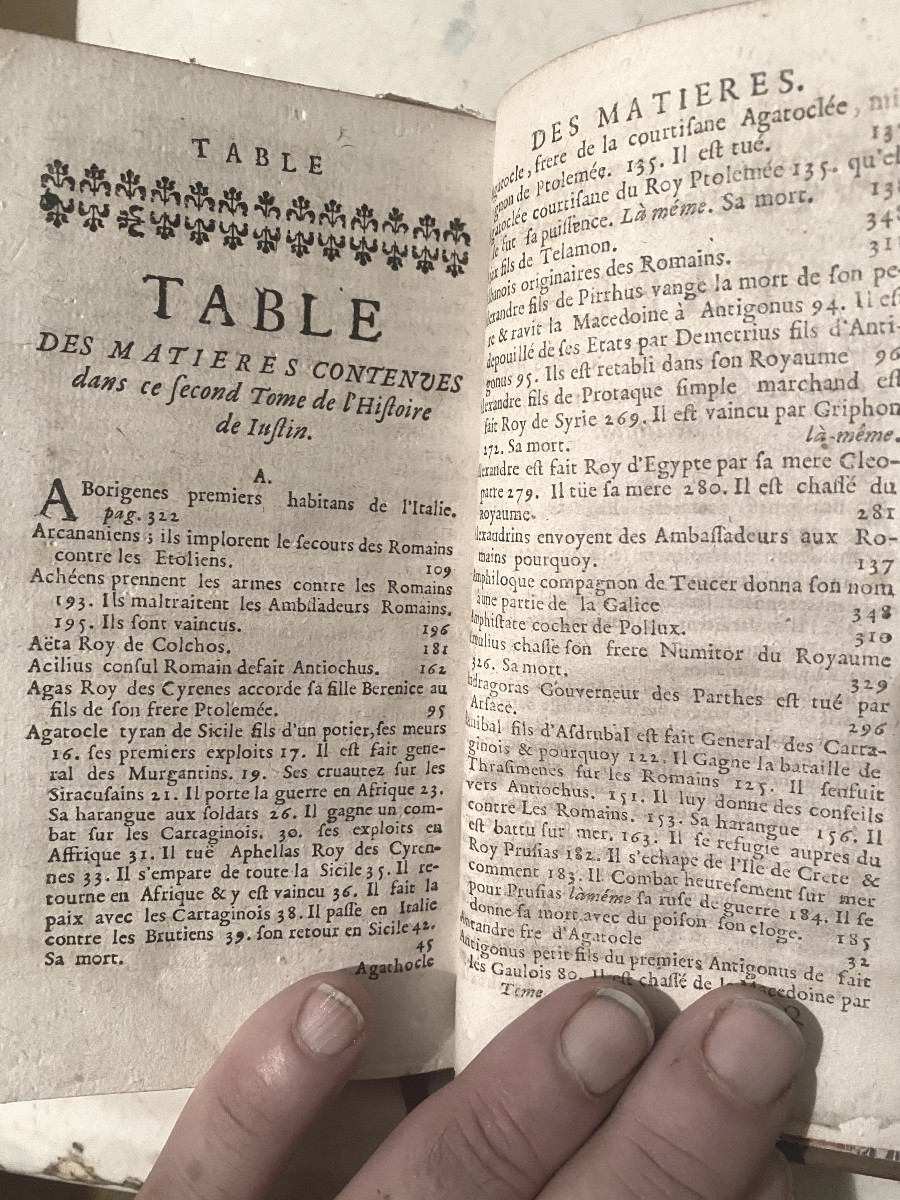 TABLE
TABLE
DES MATIERES CONTENVES
dans ce ſecond Tome de l'Hiſtoire
de Iuſtin.
A.
ABorigenes premiers habitans de l'Italie.
pag. 322
Arcananiens ; ils implorent le ſecours des Romains
contre les Etoliens. 109
Achéens prennent les armes contre les Romains
193. Ils maltraitent les Ambſſadeurs Romains.
195. Ils ſont vaincus. 196
Aëta Roy de Colchos. 181
Acilius conſul Romain defait Antiochus. 162
Agas Roy des Cyrenes accorde ſa fille Berenice au
fils de ſon frere Ptolemée. 95
Agatocle tyran de Sicile fils d'un potier, ſes meurs
16. ſes premiers exploits 17. Il eſt fait gene-
ral des Murgantins. 19. Ses cruautez ſur les
Siracuſains 21. Il porte la guerre en Afrique 23.
Sa harangue aux ſoldats 26. Il gagne un com-
bat ſur les Cartaginois. 30. ſes exploits en
Affrique 31. Il tuë Aphellas Roy des Cyren-
nes 33. Il s'empare de toute la Sicile 35. Il re-
tourne en Afrique & y eſt vaincu 36. Il fait la
paix avec les Cartaginois 38. Il paſſe en Italie
contre les Brutiens 39. ſon retour en Sicile 42.
Sa mort. 45
Agathocle
DES MATIERES.
frere de la courtiſane Agatoclée, mi
de Ptolemée. 135. Il eſt tué.
courtiſane du Roy Ptolemée 135. qu'el
fut ſa puiſſence. Là même. Sa mort.
fils de Telamon.
originaires des Romains.
fils de Pirrhus vange la mort de ſon pe-
re & ravit la Macedoine à Antigonus 94. Il eſt
depouillé de ſes Etats par Demetrius fils d'Anti-
gonus 95. Ils eſt retabli dans ſon Royaume 96
fils de Protaque ſimple marchand eſt
fait Roy de Syrie 269. Il eſt vaincu par Griphon
272. Sa mort. là-même.
eſt fait Roy d'Egypte par ſa mere Cleo-
patre 279. Il tüe ſa mere 280. Il eſt chaſſé du
royaume. 281
envoyent des Ambaſſadeurs aux Ro-
mains pourquoy. 137
compagnon de Teucer donna ſon nom
à une partie de la Galice 348
cocher de Pollux. 310
chaſſe ſon frere Numitor du Royaume
326. Sa mort. 329
Gouverneur des Parthes eſt tué par
Arſace. 296
fils d'Aſdrubal eſt fait General des Carta-
ginois & pourquoy 122. Il Gagne la bataille de
Thraſimenes ſur les Romains 125. Il ſenfuit
vers Antiochus. 151. Il luy donne des conſeils
contre Les Romains. 153. Sa harangue 156. Il
eſt battu ſur mer. 163. Il ſe refugie aupres du
Roy Pruſias 182. Il s'echape de l'Iſle de Crete &
comment 183. Il Combat heureſement ſur mer
pour Pruſias làméme ſa ruſe de guerre 184. Il ſe
donne ſa mort avec du poiſon ſon eloge. 185
fre d'Agatocle 32
Antigonus petit fils du premiers Antigonus de fait
les Gaulois 80. Il eſt chaſſé de la Macedoine par
Tome Q